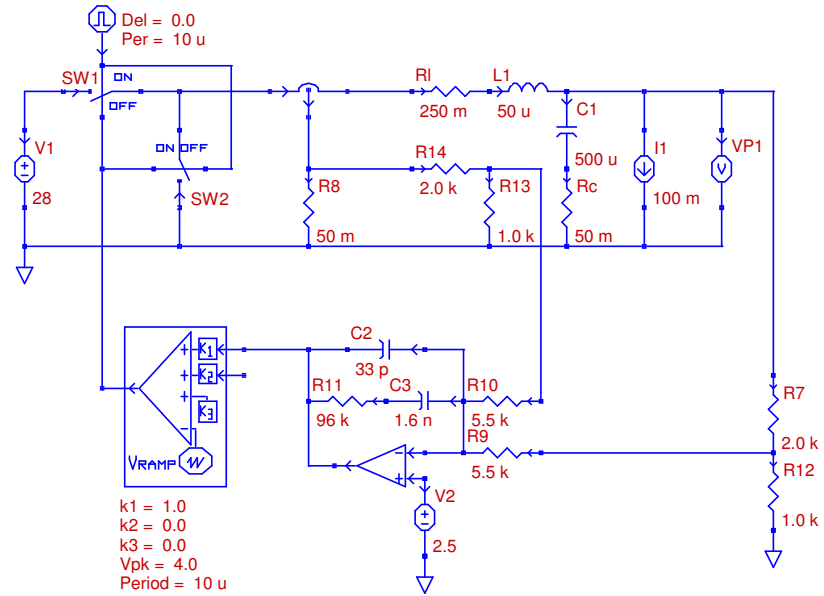 Del = 0.0
Per = 10 u
SW1
ON
OFF
Rl
250 m
L1
50 u
C1
500 u
V1
28
ON OFF
SW2
R14
2.0 k
R8
50 m
R13
1.0 k
Rc
50 m
I1
100 m
VP1
V
K1
K2
K3
VRAMP
C2
33 p
R11
96 k
C3
1.6 n
R10
5.5 k
R9
5.5 k
R7
2.0 k
R12
1.0 k
V2
2.5
k1 = 1.0
k2 = 0.0
k3 = 0.0
Vpk = 4.0
Period = 10 u